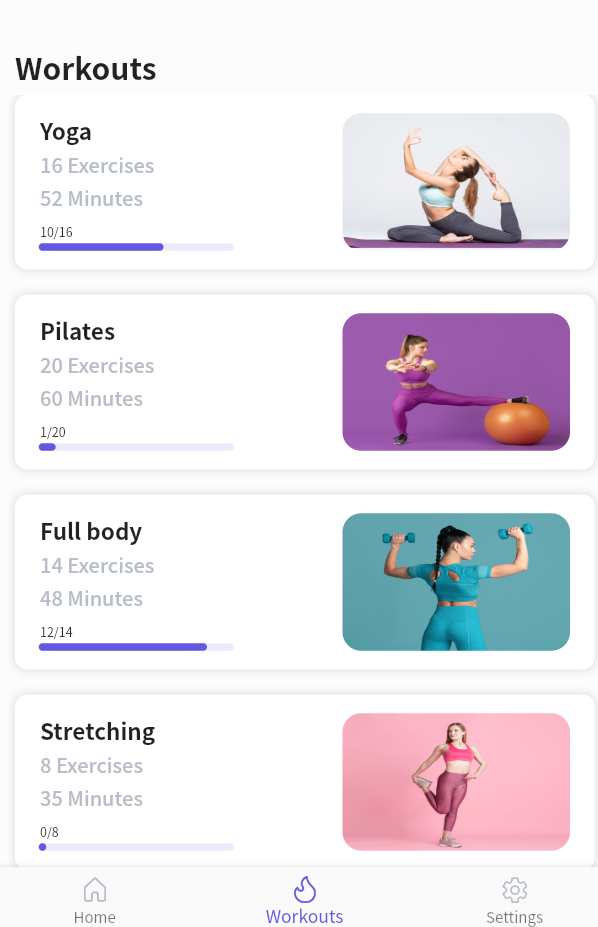 Workouts
Yoga
16 Exercises
52 Minutes
10/16
Pilates
20 Exercises
60 Minutes
1/20
Full body
14 Exercises
48 Minutes
12/14
Stretching
8 Exercises
35 Minutes
0/8
Home
Workouts
Settings